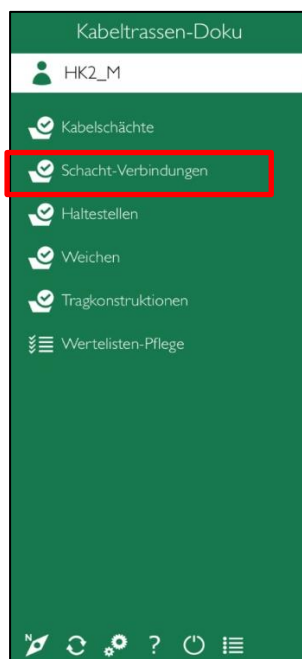 Kabeltrassen-Doku
HK2_M
Kabelschächte
Schacht-Verbindungen
Haltestellen
Weichen
Tragkonstruktionen
Wertelisten-Pflege
N
?